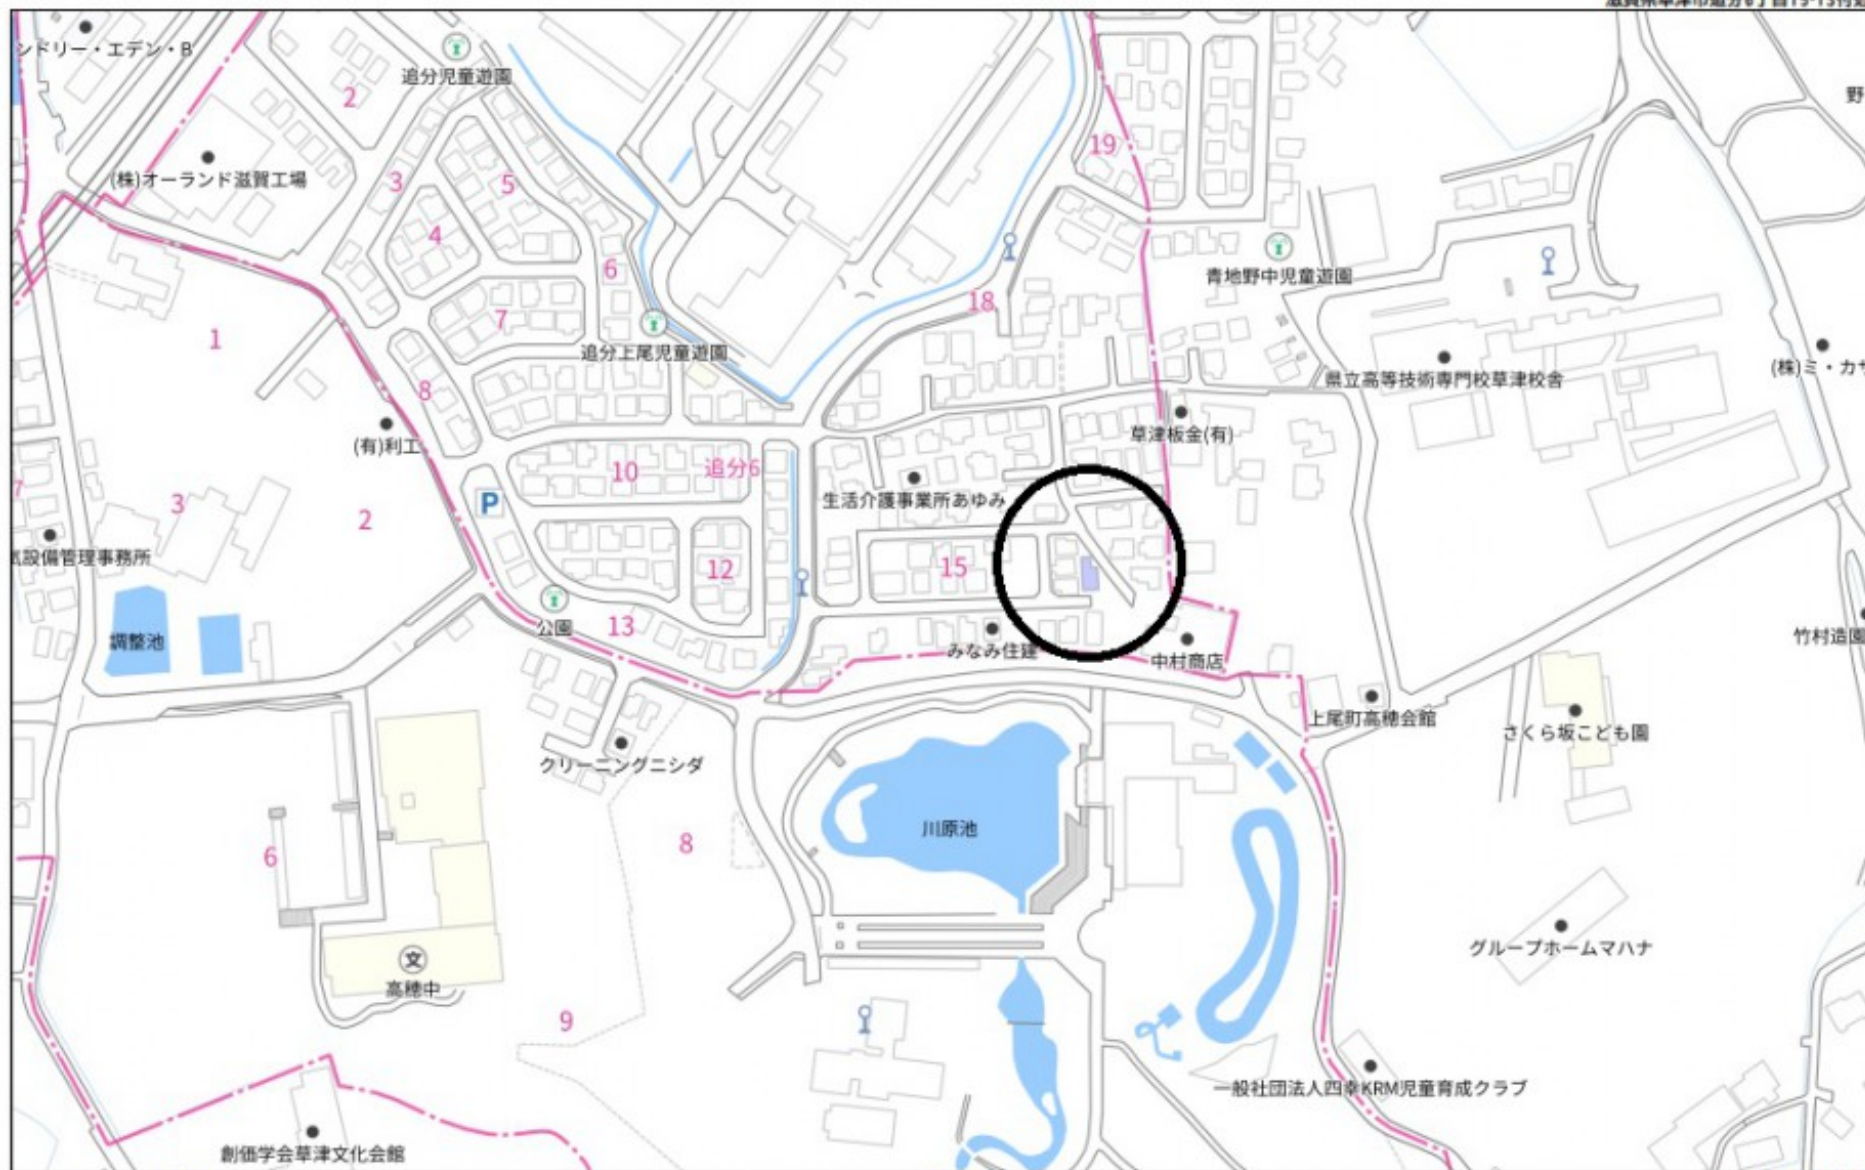 ンドリー・エデン・B
追分児童遊園
2
19
野
(株)オーランド滋賀工場
3
5
4
6
青地野中児童遊園
18
7
1
追分上尾児童遊園
県立高等技術専門校草津校舎
(株)ミ・カサ
8
(有)利工
草津板金(有)
10
追分6
7
P
生活介護事業所あゆみ
3
2
気設備管理事務所
12
15
調整池
公園
13
みなみ住建
中村商店
竹村造園
上尾町高穂会館
さくら坂こども園
クリーニングニシダ
川原池
8
6
グループホームマハナ
文
高穂中
9
一般社団法人四幸KRM児童育成クラブ
創価学会草津文化会館